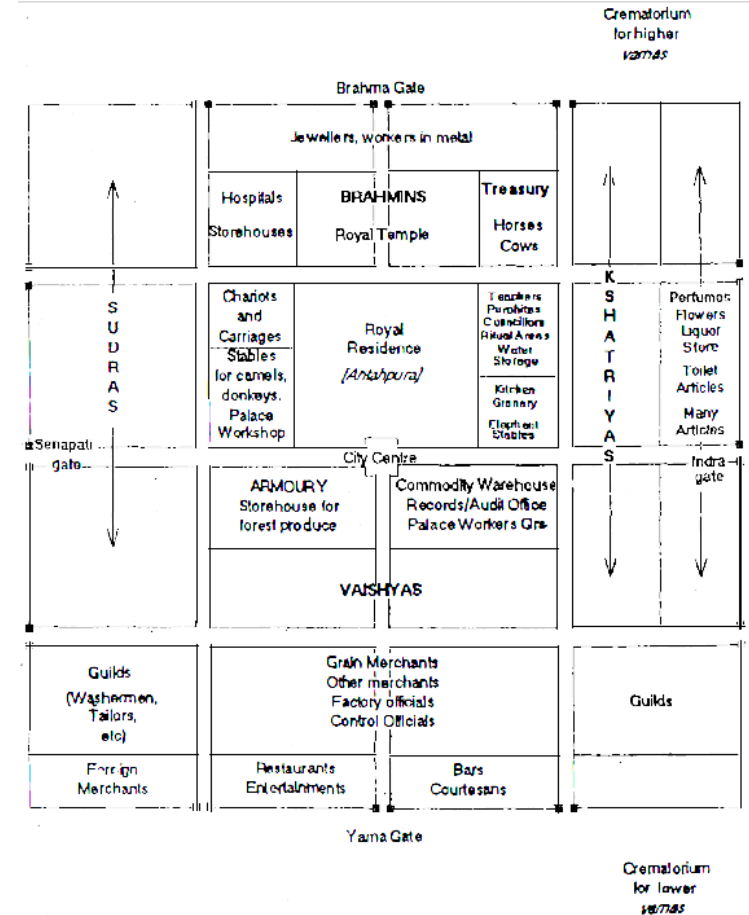 Crematorium
for higher
varnas
Brahma Gate
Jewellers, workers in metal
Hospitals
Storehouses
BRAHMINS
Royal Temple
Treasury
Horses
Cows
SUDRAS
Chariots
and
Carriages
Stables
for camels,
donkeys,
Palace
Workshop
Royal
Residence
[Antahpura]
Teachers
Purohitas
Councillors
Ritual Areas
Water
Storage
Kitchen
Granary
Elephant
Stables
KSHATRIYAS
Perfumes
Flowers
Liquor
Store
Toilet
Articles
Many
Articles
Senapati
gate
City Centre
Indra
gate
ARMOURY
Storehouse for
forest produce
Commodity Warehouse
Records/Audit Office
Palace Workers Qrs
VAISHYAS
Guilds
(Washermen,
Tailors,
etc)
Grain Merchants
Other merchants
Factory officials
Control Officials
Guilds
Foreign
Merchants
Restaurants
Entertainments
Bars
Courtesans
Yama Gate
Crematorium
for lower
varnas